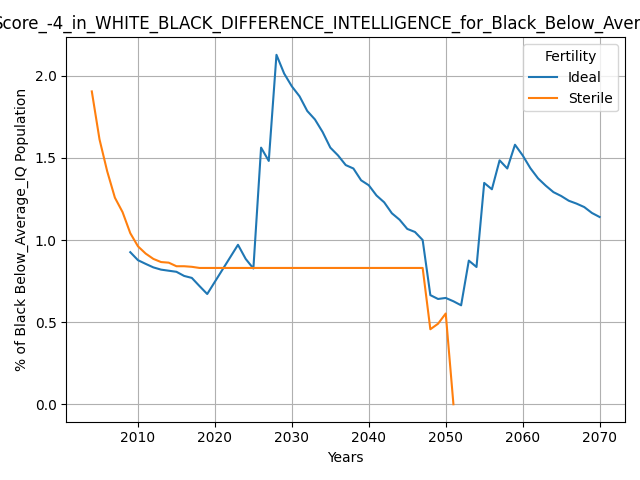 Score_-4_in_WHITE_BLACK_DIFFERENCE_INTELLIGENCE_for_Black_Below_Aver
Fertility
Ideal
Sterile
% of Black Below_Average_IQ Population
2.0
1.5
1.0
0.5
0.0
2010 2020 2030 2040 2050 2060 2070
Years